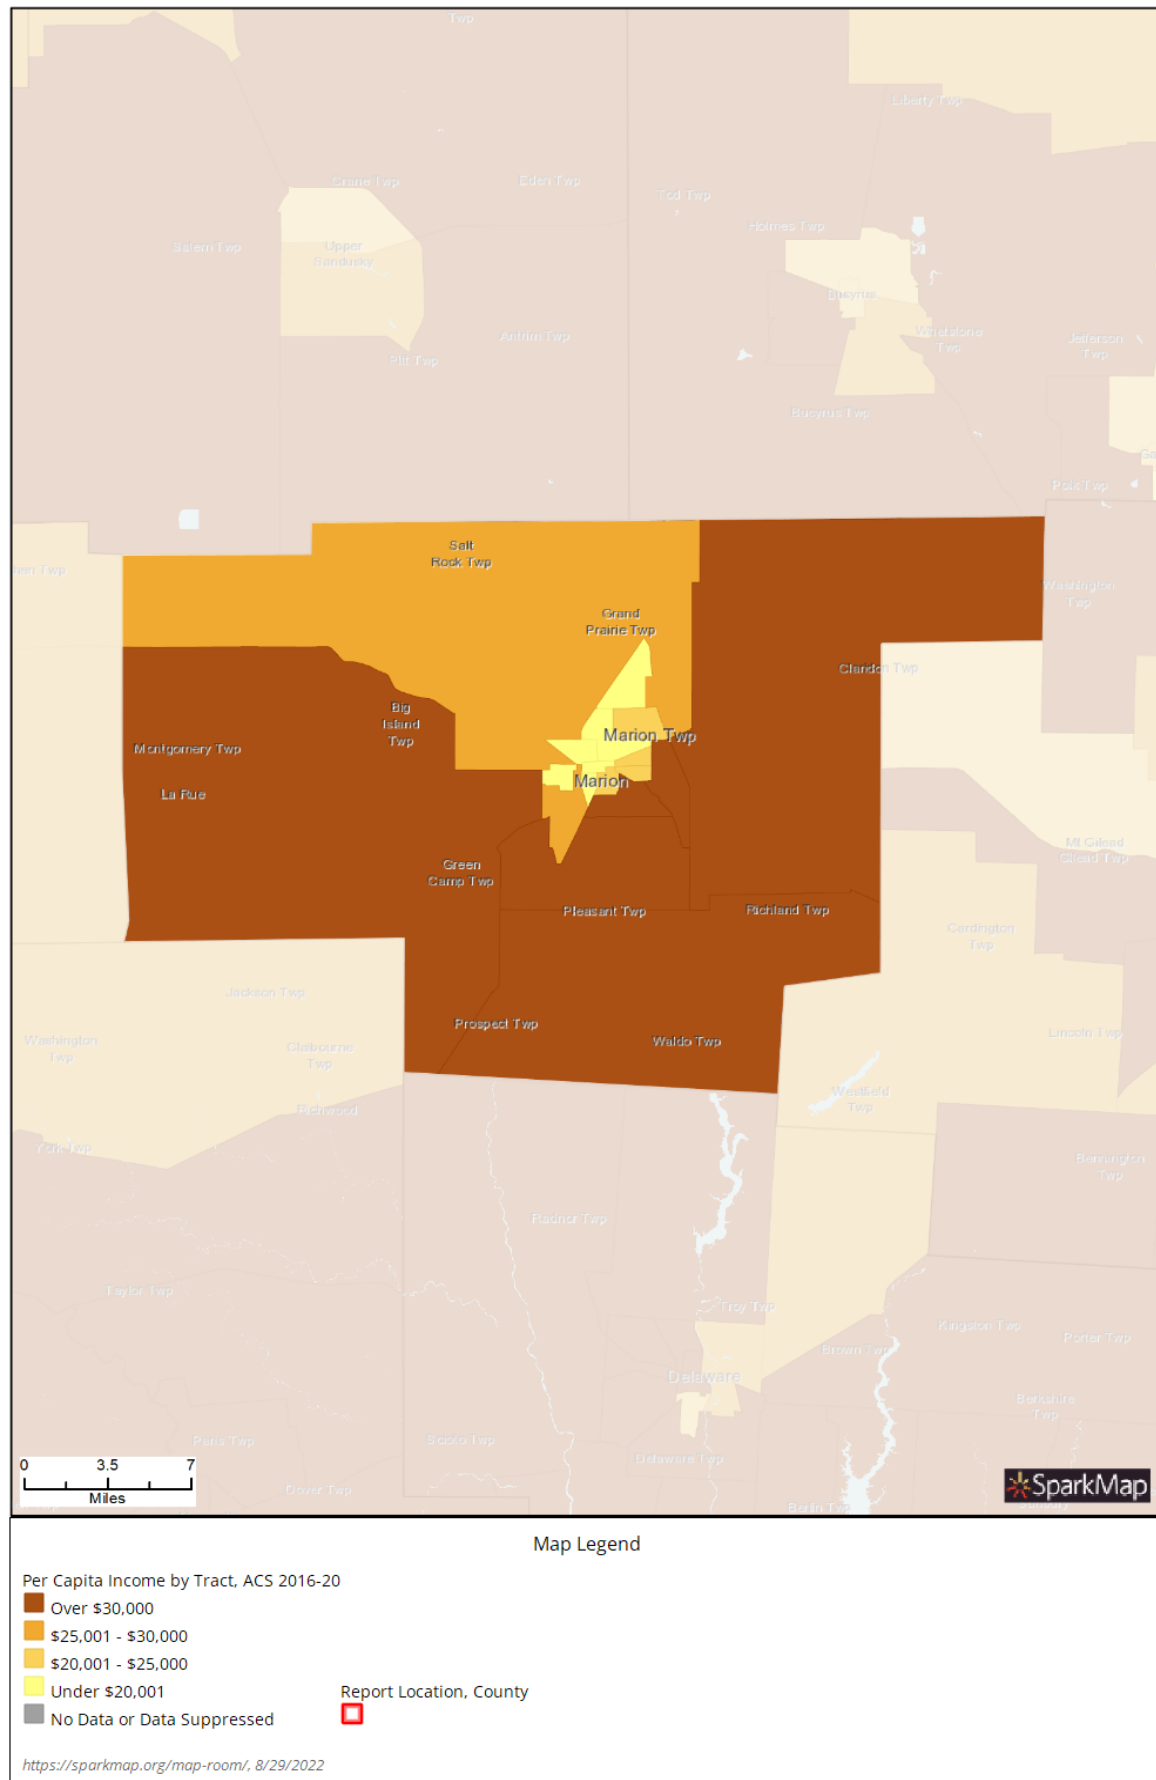 Twp
Liberty Twp
Crane Twp
Eden Twp
Tod Twp
Holmes Twp
Salem Twp
Upper
Sandusky
Bucyrus
Antrim Twp
Whetstone
Twp
Jefferson
Twp
Pitt Twp
Bucyrus Twp
Polk Twp
Salt
Rock Twp
Washington
Twp
Grand
Prairie Twp
Claridon Twp
Big
Island
Twp
Marion Twp
Montgomery Twp
Marion
La Rue
Mt Gilead
Gilead Twp
Green
Camp Twp
Pleasant Twp
Richland Twp
Cardington
Twp
Jackson Twp
Prospect Twp
Waldo Twp
Lincoln Twp
Washington
Twp
Claibourne
Twp
Westfield
Twp
Richwood
York Twp
Bennington
Twp
Radnor Twp
Taylor Twp
Troy Twp
Kingston Twp
Porter Twp
Brown Twp
Delaware
Berkshire
Twp
Paris Twp
Scioto Twp
Delaware Twp
Dover Twp
Berlin Twp
0 3.5 7
Miles
SparkMap
Map Legend
Per Capita Income by Tract, ACS 2016-20
Over $30,000
$25,001 - $30,000
$20,001 - $25,000
Under $20,001
Report Location, County
No Data or Data Suppressed
https://sparkmap.org/map-room/, 8/29/2022